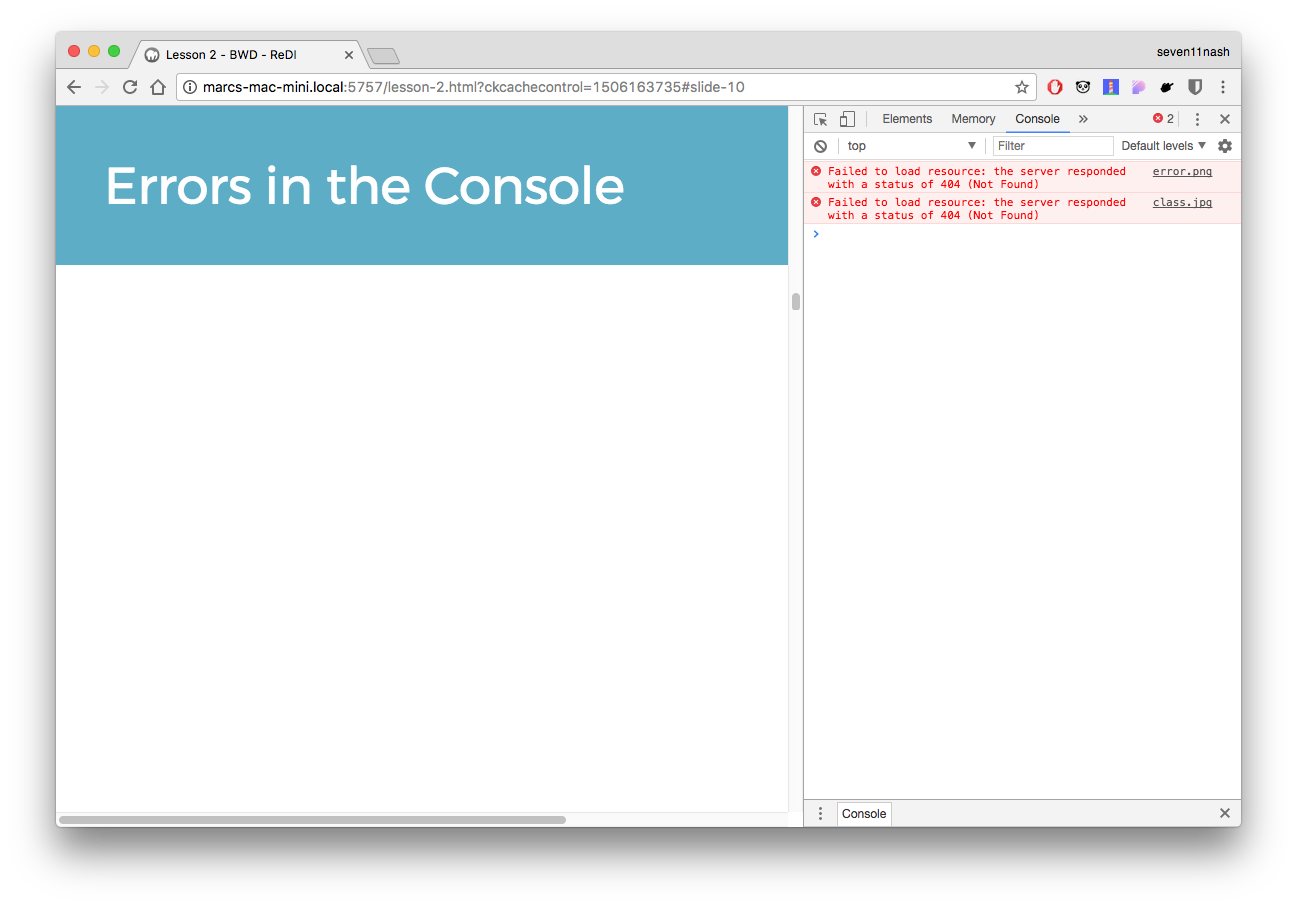 Lesson 2 - BWD - ReDI
seven11nash
marcs-mac-mini.local:5757/lesson-2.html?ckcachecontrol=1506163735#slide-10
Errors in the Console
Elements Memory Console » 2
top Filter Default levels
Failed to load resource: the server responded error.png
with a status of 404 (Not Found)
Failed to load resource: the server responded class.jpg
with a status of 404 (Not Found)
Console